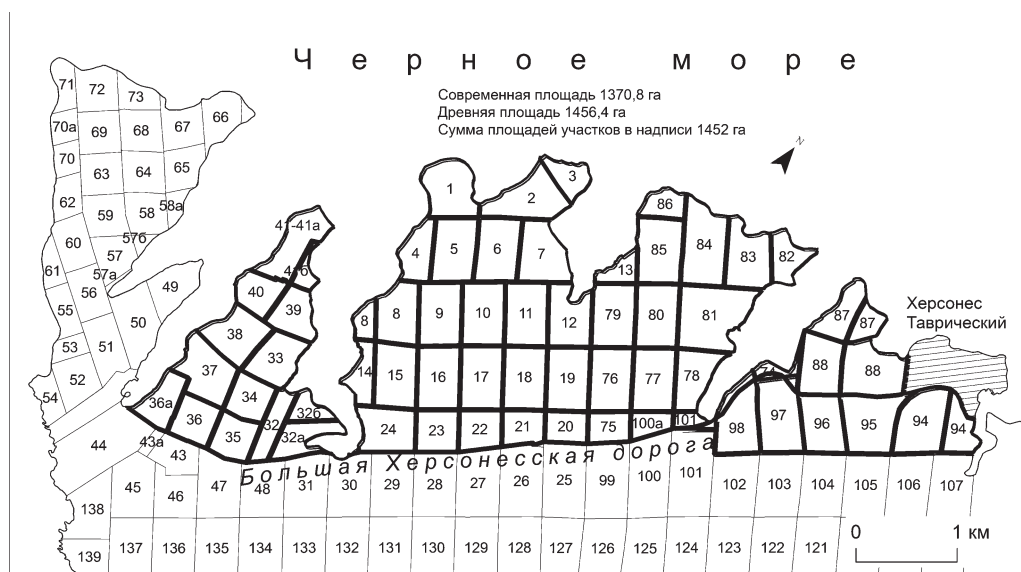 Черное море
Современная площадь 1370,8 га
Древняя площадь 1456,4 га
Сумма площадей участков в надписи 1452 га
N
71 72 73
70а 69 68 67 66
70 63 64 65
62 59 58 58а
60 57 57б
61 56 57а 49
55 50
53 51
52
54
44
1 2 3
4 5 6 7
86
85 84 83 82
13
41-41а
41б
40 39
38 33
37 34
36а 36 35 32 32б
32а
43а 43
8 8 9 10 11 12 79 80 81
14 15 16 17 18 19 76 77 78
24 23 22 21 20 75 100а 101
87 87
88 88
74
98 97 96 95 94 94
Херсонес
Таврический
Большая Херсонесская дорога
45 46 47 48 31 30 29 28 27 26 25 99 100 101 102 103 104 105 106 107
138
139 137 136 135 134 133 132 131 130 129 128 127 126 125 124 123 122 121
0 1 км